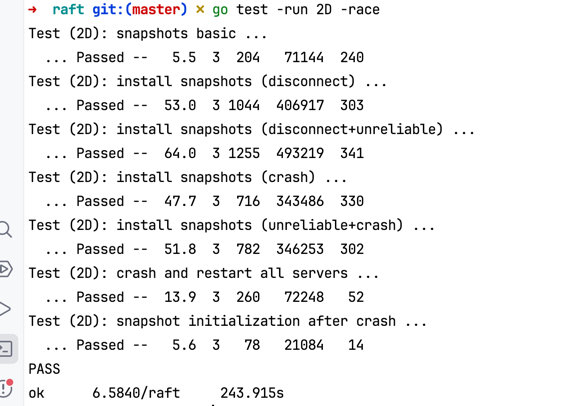 → raft git:(master) ✗ go test -run 2D -race
Test (2D): snapshots basic ...
... Passed -- 5.5 3 204 71144 240
Test (2D): install snapshots (disconnect) ...
... Passed -- 53.0 3 1044 406917 303
Test (2D): install snapshots (disconnect+unreliable) ...
... Passed -- 64.0 3 1255 493219 341
Test (2D): install snapshots (crash) ...
... Passed -- 47.7 3 716 343486 330
Test (2D): install snapshots (unreliable+crash) ...
... Passed -- 51.8 3 782 346253 302
Test (2D): crash and restart all servers ...
... Passed -- 13.9 3 260 72248 52
Test (2D): snapshot initialization after crash ...
... Passed -- 5.6 3 78 21084 14
PASS
ok 6.5840/raft 243.915s